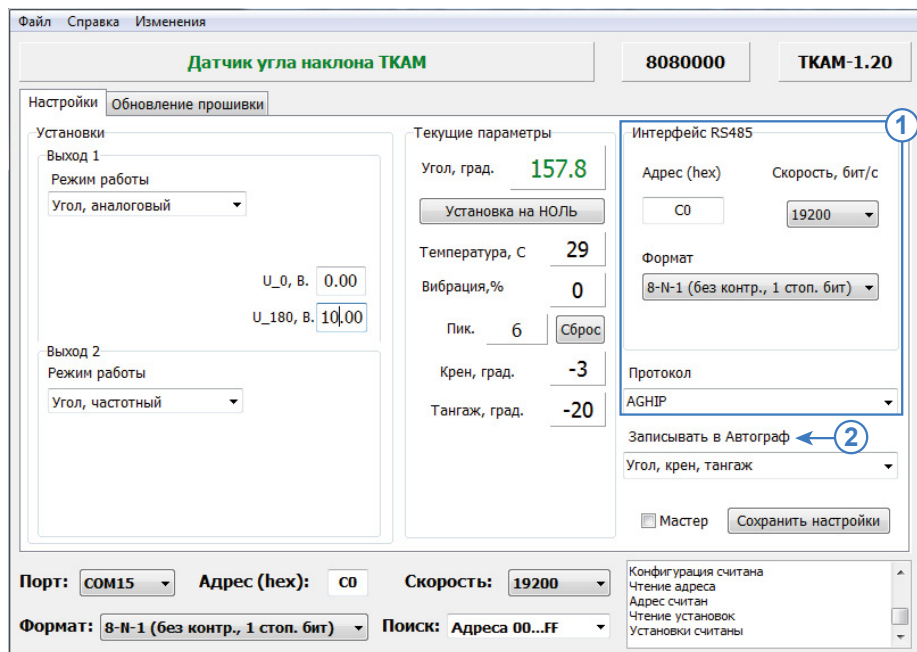 Файл Справка Изменения
Датчик угла наклона TKAM
8080000
TKAM-1.20
Настройки
Обновление прошивки
Установки
Выход 1
Режим работы
Угол, аналоговый
U_0, В. 0.00
U_180, В. 10.00
Выход 2
Режим работы
Угол, частотный
Текущие параметры
Угол, град. 157.8
Установка на НОЛЬ
Температура, С 29
Вибрация,% 0
Пик. 6 Сброс
Крен, град. -3
Тангаж, град. -20
Интерфейс RS485
1
Адрес (hex) Скорость, бит/с
C0 19200
Формат
8-N-1 (без контр., 1 стоп. бит)
Протокол
AGHIP
Записывать в Автограф 2
Угол, крен, тангаж
Мастер Сохранить настройки
Порт: COM15 Адрес (hex): C0 Скорость: 19200
Формат: 8-N-1 (без контр., 1 стоп. бит) Поиск: Адреса 00...FF
Конфигурация считана
Чтение адреса
Адрес считан
Чтение установок
Установки считаны